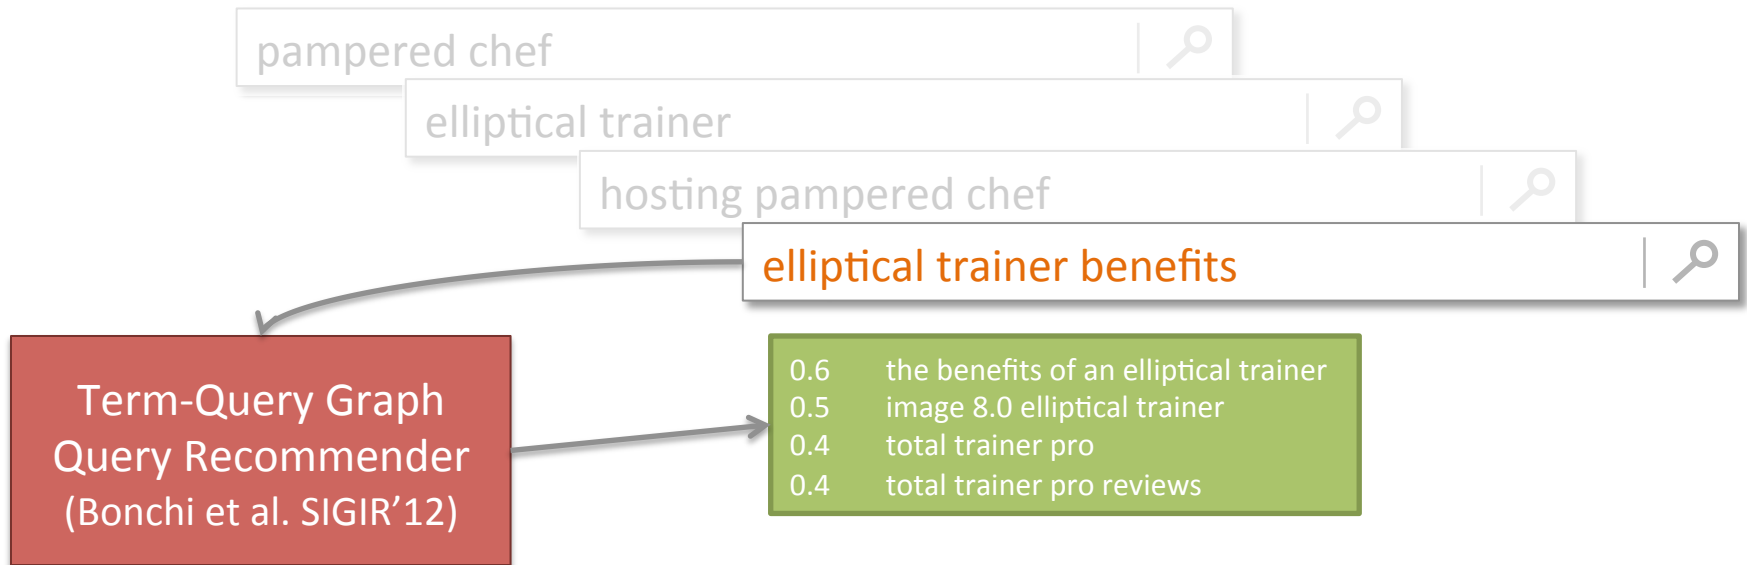 pampered chef
elliptical trainer
hosting pampered chef
elliptical trainer benefits
Term-Query Graph
Query Recommender
(Bonchi et al. SIGIR’12)
0.6 the benefits of an elliptical trainer
0.5 image 8.0 elliptical trainer
0.4 total trainer pro
0.4 total trainer pro reviews